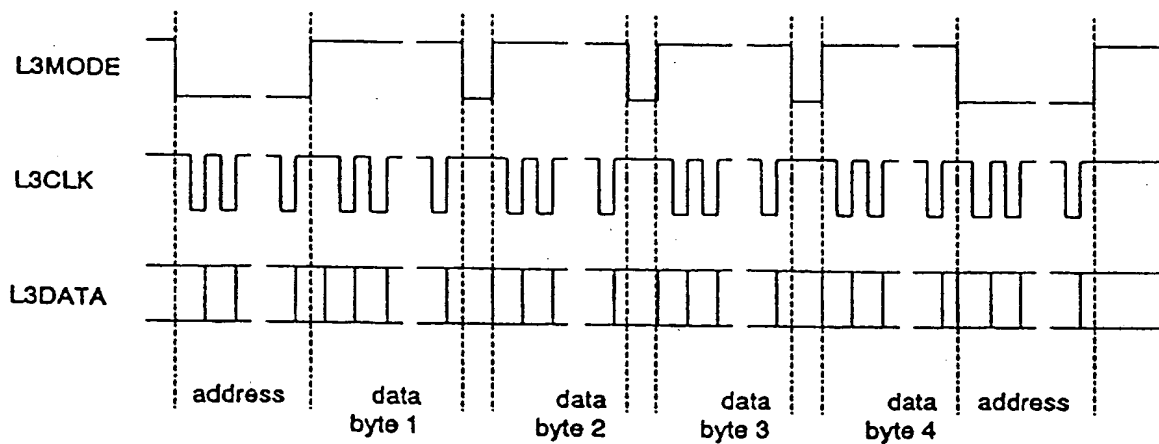 L3MODE
L3CLK
L3DATA
address
data
byte 1
data
byte 2
data
byte 3
data
byte 4
address